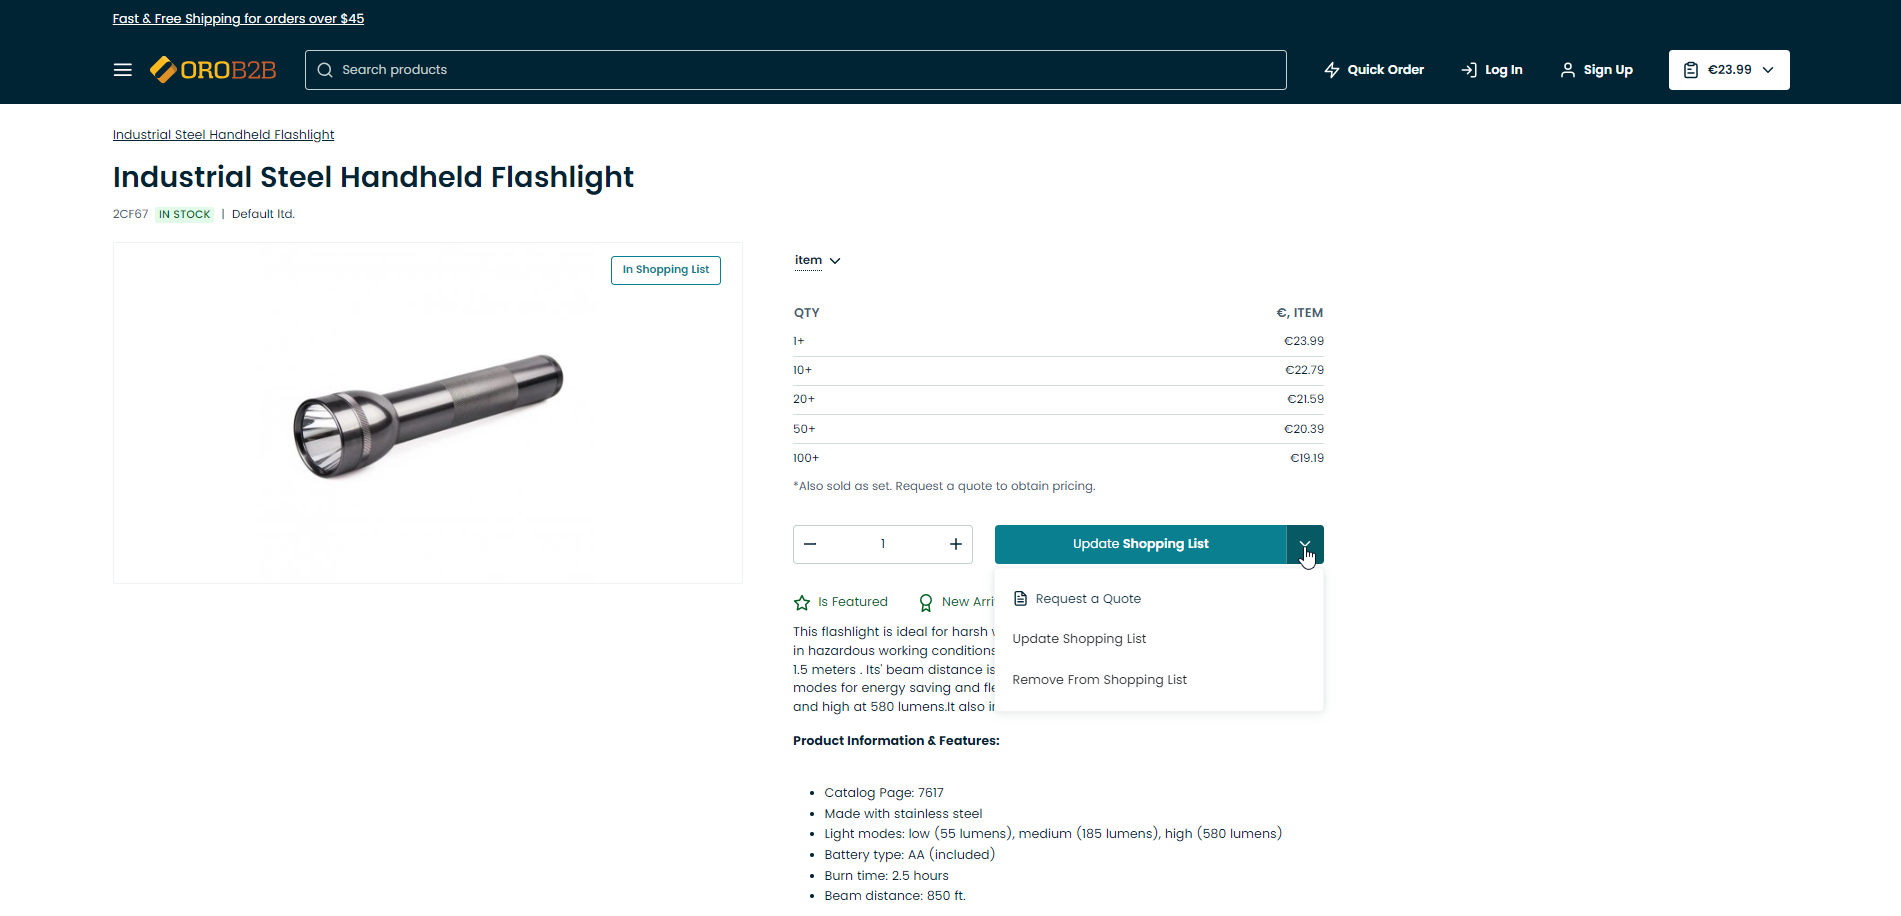 Fast & Free Shipping for orders over $45
OROB2B
Search products
Quick Order
Log In
Sign Up
€23.99
Industrial Steel Handheld Flashlight
Industrial Steel Handheld Flashlight
2CF67 IN STOCK | Default ltd.
In Shopping List
item
QTY €, ITEM
1+ €23.99
10+ €22.79
20+ €21.59
50+ €20.39
100+ €19.19
*Also sold as set. Request a quote to obtain pricing.
1
Update Shopping List
Request a Quote
Update Shopping List
Remove From Shopping List
Is Featured
New Arri
This flashlight is ideal for harsh
in hazardous working conditions
1.5 meters . Its' beam distance is
modes for energy saving and fle
and high at 580 lumens.It also
Product Information & Features:
Catalog Page: 7617
Made with stainless steel
Light modes: low (55 lumens), medium (185 lumens), high (580 lumens)
Battery type: AA (included)
Burn time: 2.5 hours
Beam distance: 850 ft.